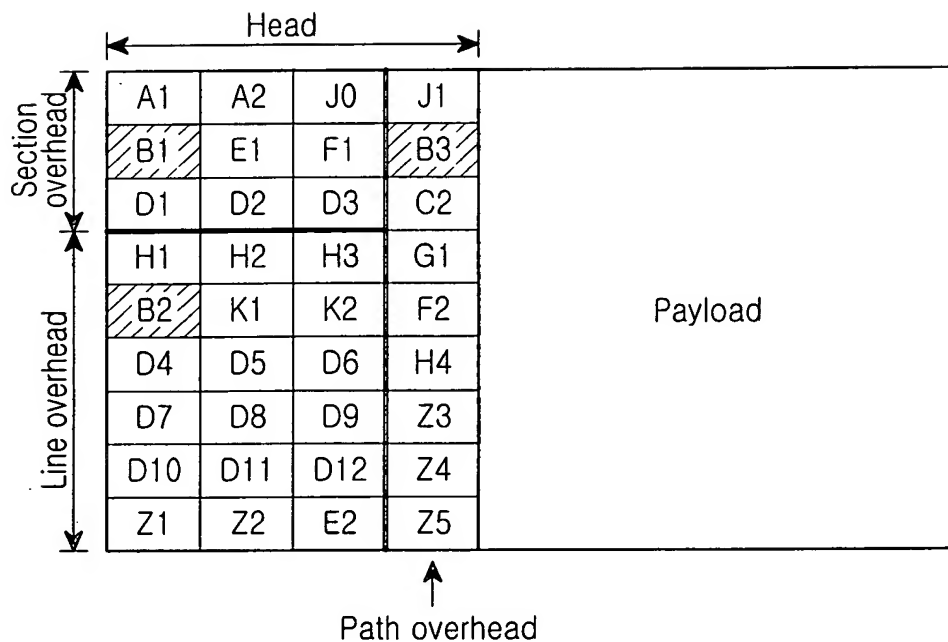 Head
Section overhead
A1 A2 J0 J1
B1 E1 F1 B3
D1 D2 D3 C2
Line overhead
H1 H2 H3 G1
B2 K1 K2 F2
Payload
D4 D5 D6 H4
D7 D8 D9 Z3
D10 D11 D12 Z4
Z1 Z2 E2 Z5
Path overhead